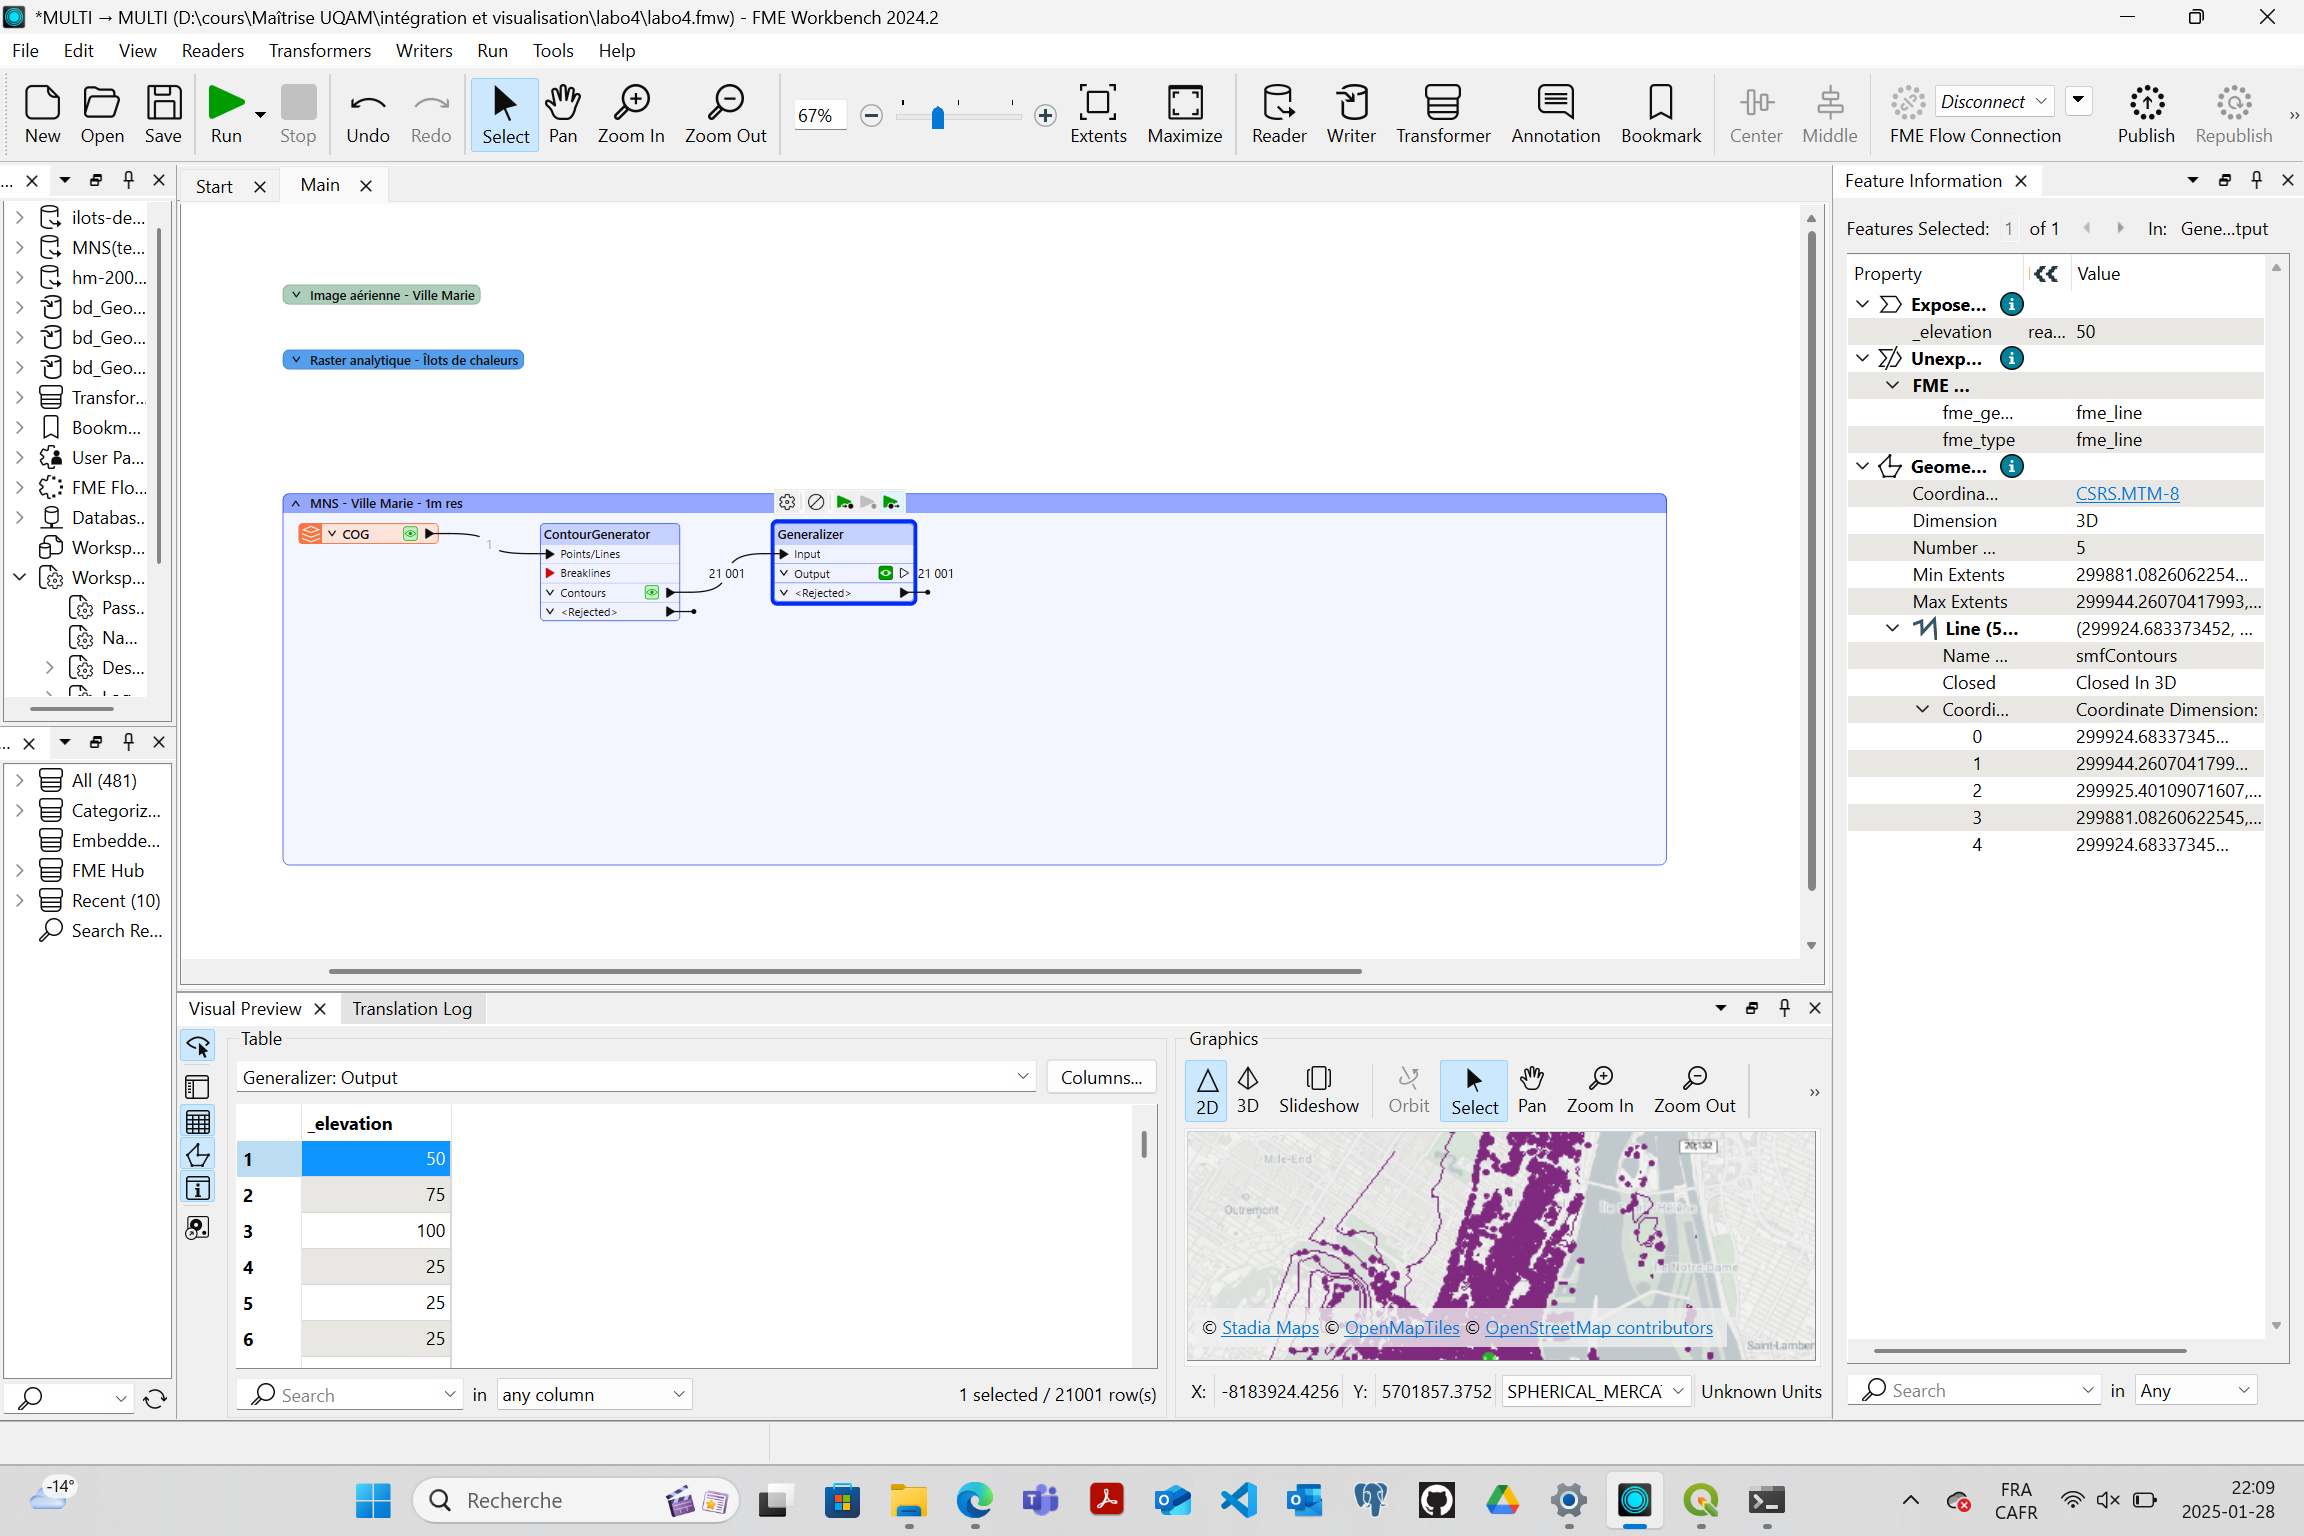 *MULTI → MULTI (D:\cours\Maîtrise UQAM\intégration et visualisation\labo4\labo4.fmw) - FME Workbench 2024.2
File Edit View Readers Transformers Writers Run Tools Help
New Open Save Run Stop Undo Redo Select Pan Zoom In Zoom Out 67% Extents Maximize Reader Writer Transformer Annotation Bookmark Center Middle Disconnect FME Flow Connection Publish Republish »
...
ilots-de...
MNS(te...
hm-200...
bd_Geo...
bd_Geo...
bd_Geo...
Transfor...
Bookm...
User Pa...
FME Flo...
Databas...
Worksp...
Worksp...
Pass...
Na...
Des...
...
All (481)
Categoriz...
Embedde...
FME Hub
Recent (10)
Search Re...
Start Main
Image aérienne - Ville Marie
Raster analytique - Îlots de chaleurs
MNS - Ville Marie - 1m res
COG
1
ContourGenerator
Points/Lines
Breaklines
Contours
<Rejected>
21 001
Generalizer
Input
Output
<Rejected>
21 001
Visual Preview Translation Log
Table
Generalizer: Output Columns...
_elevation
1 50
2 75
3 100
4 25
5 25
6 25
Search in any column 1 selected / 21001 row(s)
Graphics
2D 3D Slideshow Orbit Select Pan Zoom In Zoom Out »
Mile-End
Outremont
20;132
Île Notre-Dame
Saint-Lamber
© Stadia Maps © OpenMapTiles © OpenStreetMap contributors
X: -8183924.4256 Y: 5701857.3752 SPHERICAL_MERCA Unknown Units
Feature Information
Features Selected: 1 of 1 In: Gene...tput
Property Value
Expose... i
_elevation rea... 50
Unexp... i
FME ...
fme_ge... fme_line
fme_type fme_line
Geome... i
Coordina... CSRS.MTM-8
Dimension 3D
Number ... 5
Min Extents 299881.0826062254...
Max Extents 299944.26070417993,...
Line (5... (299924.683373452, ...
Name ... smfContours
Closed Closed In 3D
Coordi... Coordinate Dimension:
0 299924.68337345...
1 299944.2607041799...
2 299925.40109071607,...
3 299881.08260622545,...
4 299924.68337345...
Search in Any
-14°
Recherche
FRA
CAFR
22:09
2025-01-28